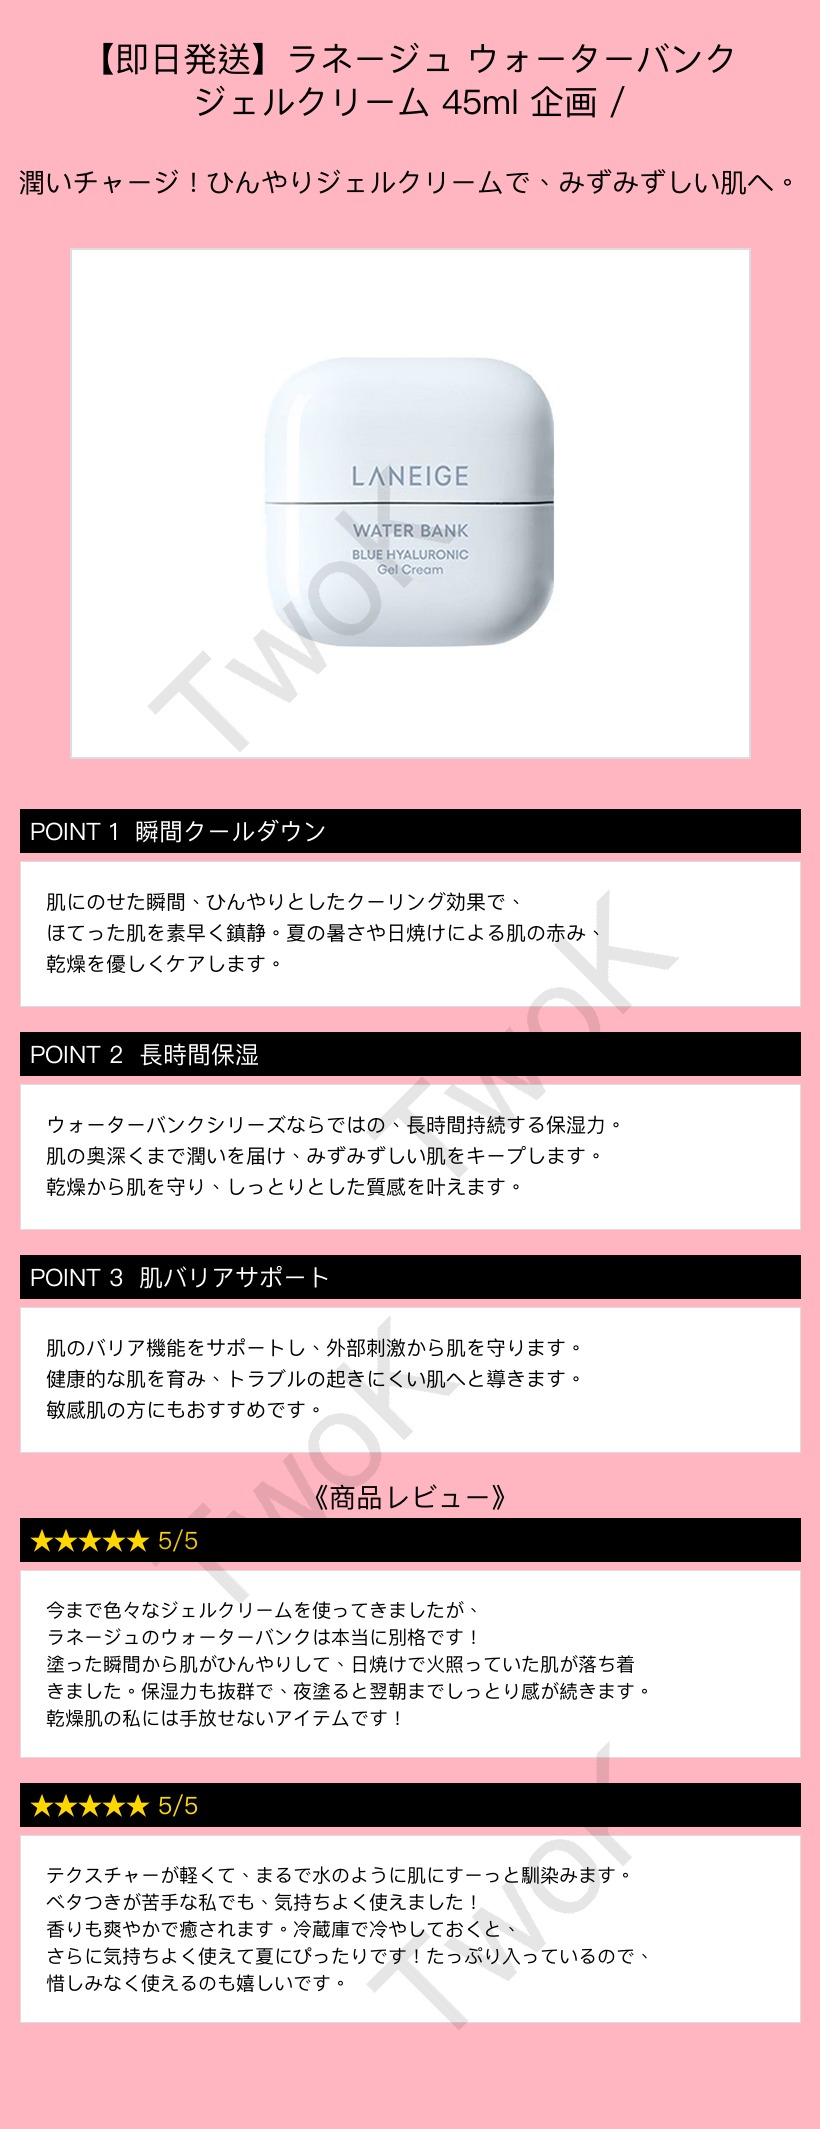 【即日発送】ラネージュ ウォーターバンク
ジェルクリーム 45ml 企画 /
潤いチャージ！ひんやりジェルクリームで、みずみずしい肌へ。
LANEIGE
WATER BANK
BLUE HYALURONIC
Gel Cream
TwoK
POINT 1 瞬間クールダウン
肌にのせた瞬間、ひんやりとしたクーリング効果で、
ほてった肌を素早く鎮静。夏の暑さや日焼けによる肌の赤み、
乾燥を優しくケアします。
TwoK
POINT 2 長時間保湿
ウォーターバンクシリーズならではの、長時間持続する保湿力。
肌の奥深くまで潤いを届け、みずみずしい肌をキープします。
乾燥から肌を守り、しっとりとした質感を叶えます。
POINT 3 肌バリアサポート
肌のバリア機能をサポートし、外部刺激から肌を守ります。
健康的な肌を育み、トラブルの起きにくい肌へと導きます。
敏感肌の方にもおすすめです。
TwoK
《商品レビュー》
★★★★★ 5/5
今まで色々なジェルクリームを使ってきましたが、
ラネージュのウォーターバンクは本当に別格です！
塗った瞬間から肌がひんやりして、日焼けで火照っていた肌が落ち着
きました。保湿力も抜群で、夜塗ると翌朝までしっとり感が続きます。
乾燥肌の私には手放せないアイテムです！
★★★★★ 5/5
テクスチャーが軽くて、まるで水のように肌にすーっと馴染みます。
ベタつきが苦手な私でも、気持ちよく使えました！
香りも爽やかで癒されます。冷蔵庫で冷やしておくと、
さらに気持ちよく使えて夏にぴったりです！たっぷり入っているので、
惜しみなく使えるのも嬉しいです。
TwoK